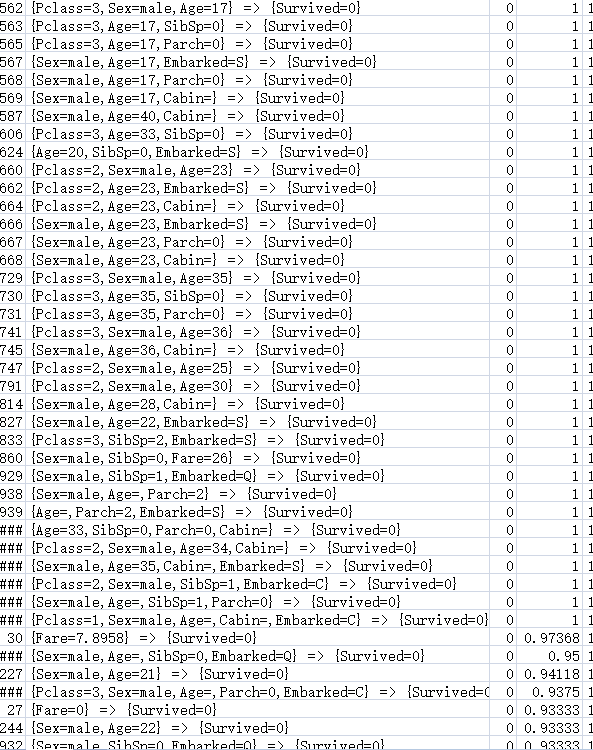 562 {Pclass=3,Sex=male,Age=17} => {Survived=0} 0 1 1
563 {Pclass=3,Age=17,SibSp=0} => {Survived=0} 0 1 1
565 {Pclass=3,Age=17,Parch=0} => {Survived=0} 0 1 1
567 {Sex=male,Age=17,Embarked=S} => {Survived=0} 0 1 1
568 {Sex=male,Age=17,Parch=0} => {Survived=0} 0 1 1
569 {Sex=male,Age=17,Cabin=} => {Survived=0} 0 1 1
587 {Sex=male,Age=40,Cabin=} => {Survived=0} 0 1 1
606 {Pclass=3,Age=33,SibSp=0} => {Survived=0} 0 1 1
624 {Age=20,SibSp=0,Embarked=S} => {Survived=0} 0 1 1
660 {Pclass=2,Sex=male,Age=23} => {Survived=0} 0 1 1
662 {Pclass=2,Age=23,Embarked=S} => {Survived=0} 0 1 1
664 {Pclass=2,Age=23,Cabin=} => {Survived=0} 0 1 1
666 {Sex=male,Age=23,Embarked=S} => {Survived=0} 0 1 1
667 {Sex=male,Age=23,Parch=0} => {Survived=0} 0 1 1
668 {Sex=male,Age=23,Cabin=} => {Survived=0} 0 1 1
729 {Pclass=3,Sex=male,Age=35} => {Survived=0} 0 1 1
730 {Pclass=3,Age=35,SibSp=0} => {Survived=0} 0 1 1
731 {Pclass=3,Age=35,Parch=0} => {Survived=0} 0 1 1
741 {Pclass=3,Sex=male,Age=36} => {Survived=0} 0 1 1
745 {Sex=male,Age=36,Cabin=} => {Survived=0} 0 1 1
747 {Pclass=2,Sex=male,Age=25} => {Survived=0} 0 1 1
791 {Pclass=2,Sex=male,Age=30} => {Survived=0} 0 1 1
814 {Sex=male,Age=28,Cabin=} => {Survived=0} 0 1 1
827 {Sex=male,Age=22,Embarked=S} => {Survived=0} 0 1 1
833 {Pclass=3,SibSp=2,Embarked=S} => {Survived=0} 0 1 1
860 {Sex=male,SibSp=0,Fare=26} => {Survived=0} 0 1 1
929 {Sex=male,SibSp=1,Embarked=Q} => {Survived=0} 0 1 1
938 {Sex=male,Age=,Parch=2} => {Survived=0} 0 1 1
939 {Age=,Parch=2,Embarked=S} => {Survived=0} 0 1 1
### {Age=33,SibSp=0,Parch=0,Cabin=} => {Survived=0} 0 1 1
### {Pclass=2,Sex=male,Age=34,Cabin=} => {Survived=0} 0 1 1
### {Sex=male,Age=35,Cabin=,Embarked=S} => {Survived=0} 0 1 1
### {Pclass=2,Sex=male,SibSp=1,Embarked=C} => {Survived=0} 0 1 1
### {Sex=male,Age=,SibSp=1,Parch=0} => {Survived=0} 0 1 1
### {Pclass=1,Sex=male,Age=,Cabin=,Embarked=C} => {Survived=0} 0 1 1
30 {Fare=7.8958} => {Survived=0} 0 0.97368 1
### {Sex=male,Age=,SibSp=0,Embarked=Q} => {Survived=0} 0 0.95 1
227 {Sex=male,Age=21} => {Survived=0} 0 0.94118 1
### {Pclass=3,Sex=male,Age=,Parch=0,Embarked=C} => {Survived=0 0 0.9375 1
27 {Fare=0} => {Survived=0} 0 0.93333 1
244 {Sex=male,Age=22} => {Survived=0} 0 0.93333 1
932 {Sex=male,SibSp=0,Embarked=Q} => {Survived=0} 0 0.93333 1